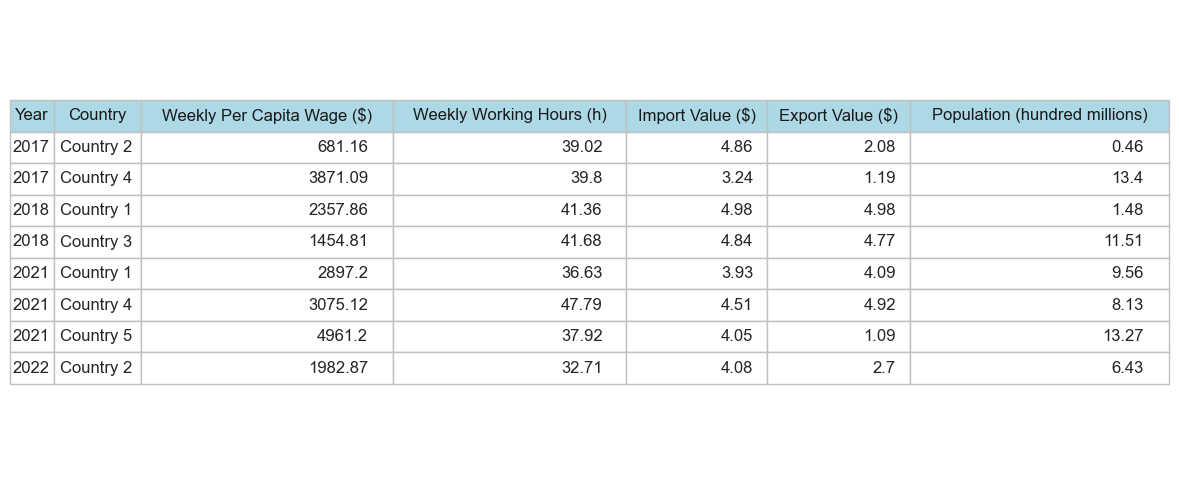 Year Country Weekly Per Capita Wage ($) Weekly Working Hours (h) Import Value ($) Export Value ($) Population (hundred millions)
2017 Country 2 681.16 39.02 4.86 2.08 0.46
2017 Country 4 3871.09 39.8 3.24 1.19 13.4
2018 Country 1 2357.86 41.36 4.98 4.98 1.48
2018 Country 3 1454.81 41.68 4.84 4.77 11.51
2021 Country 1 2897.2 36.63 3.93 4.09 9.56
2021 Country 4 3075.12 47.79 4.51 4.92 8.13
2021 Country 5 4961.2 37.92 4.05 1.09 13.27
2022 Country 2 1982.87 32.71 4.08 2.7 6.43